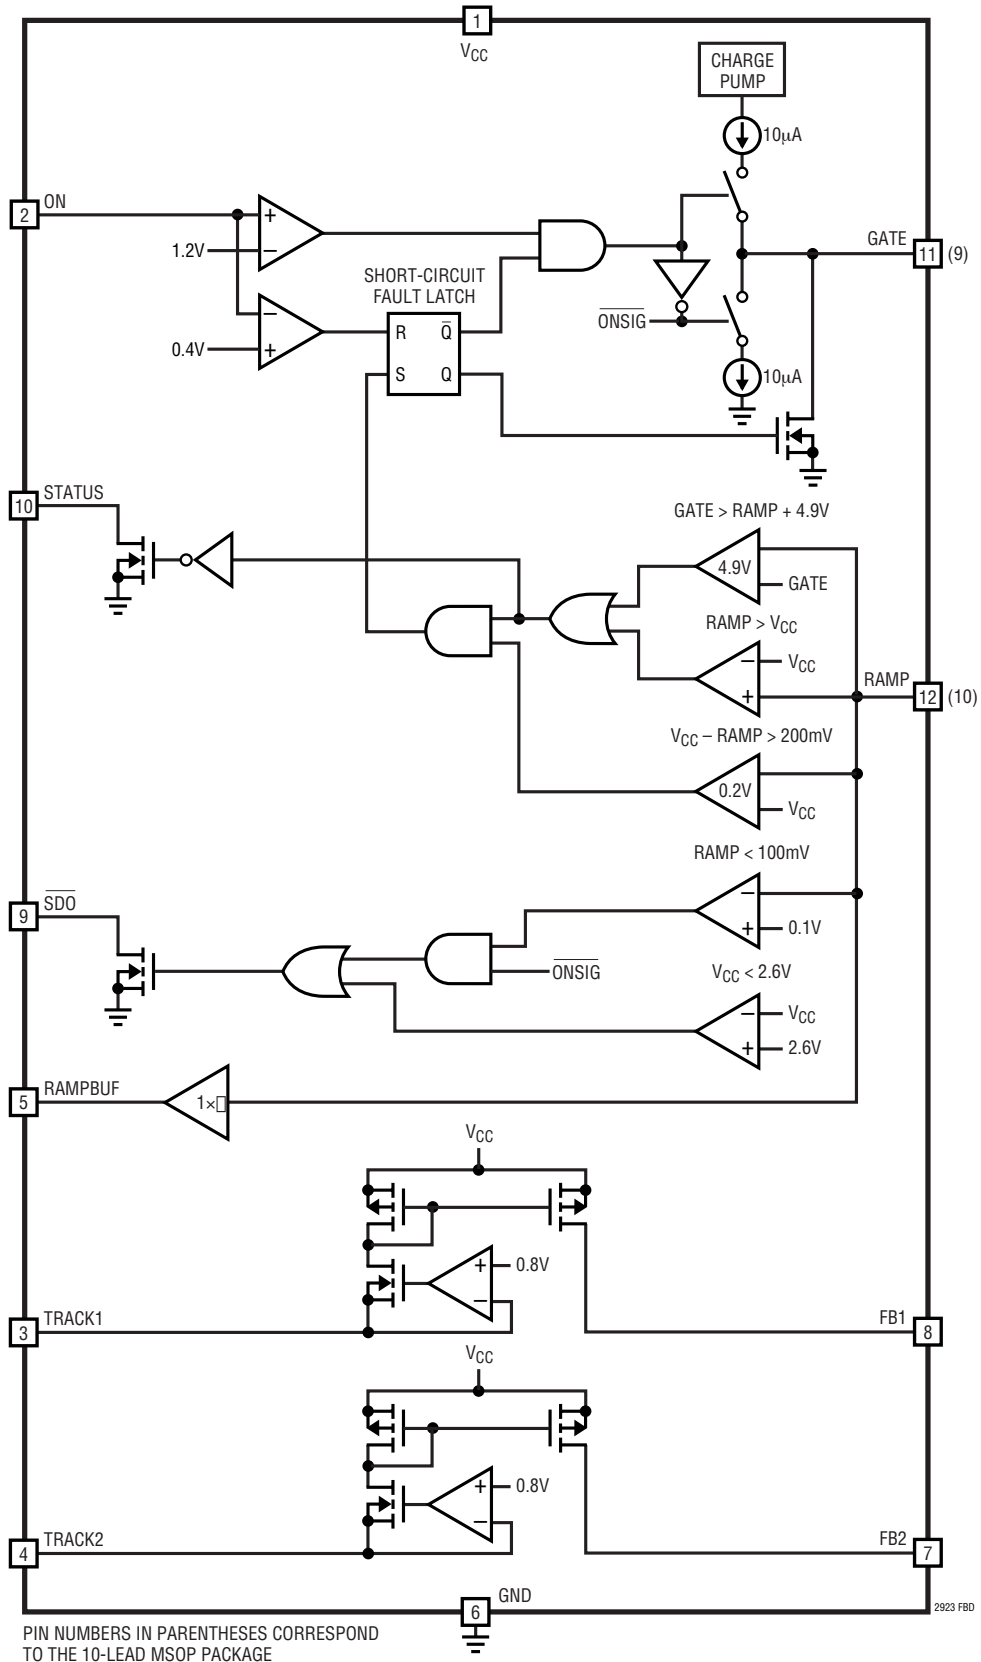 1
VCC
CHARGE
PUMP
10μA
2
ON
+
1.2V
−
GATE
11
(9)
SHORT-CIRCUIT
FAULT LATCH
ONSIG
−
0.4V
+
R
Q
S
Q
10μA
10
STATUS
GATE > RAMP + 4.9V
4.9V
GATE
RAMP > VCC
−
VCC
+
RAMP
12
(10)
VCC – RAMP > 200mV
0.2V
VCC
RAMP < 100mV
9
SDO
−
+
0.1V
ONSIG
VCC < 2.6V
−
VCC
+
2.6V
5
RAMPBUF
1×
VCC
+
0.8V
−
3
TRACK1
FB1
8
VCC
+
0.8V
−
4
TRACK2
FB2
7
6
GND
2923 FBD
PIN NUMBERS IN PARENTHESES CORRESPOND
TO THE 10-LEAD MSOP PACKAGE